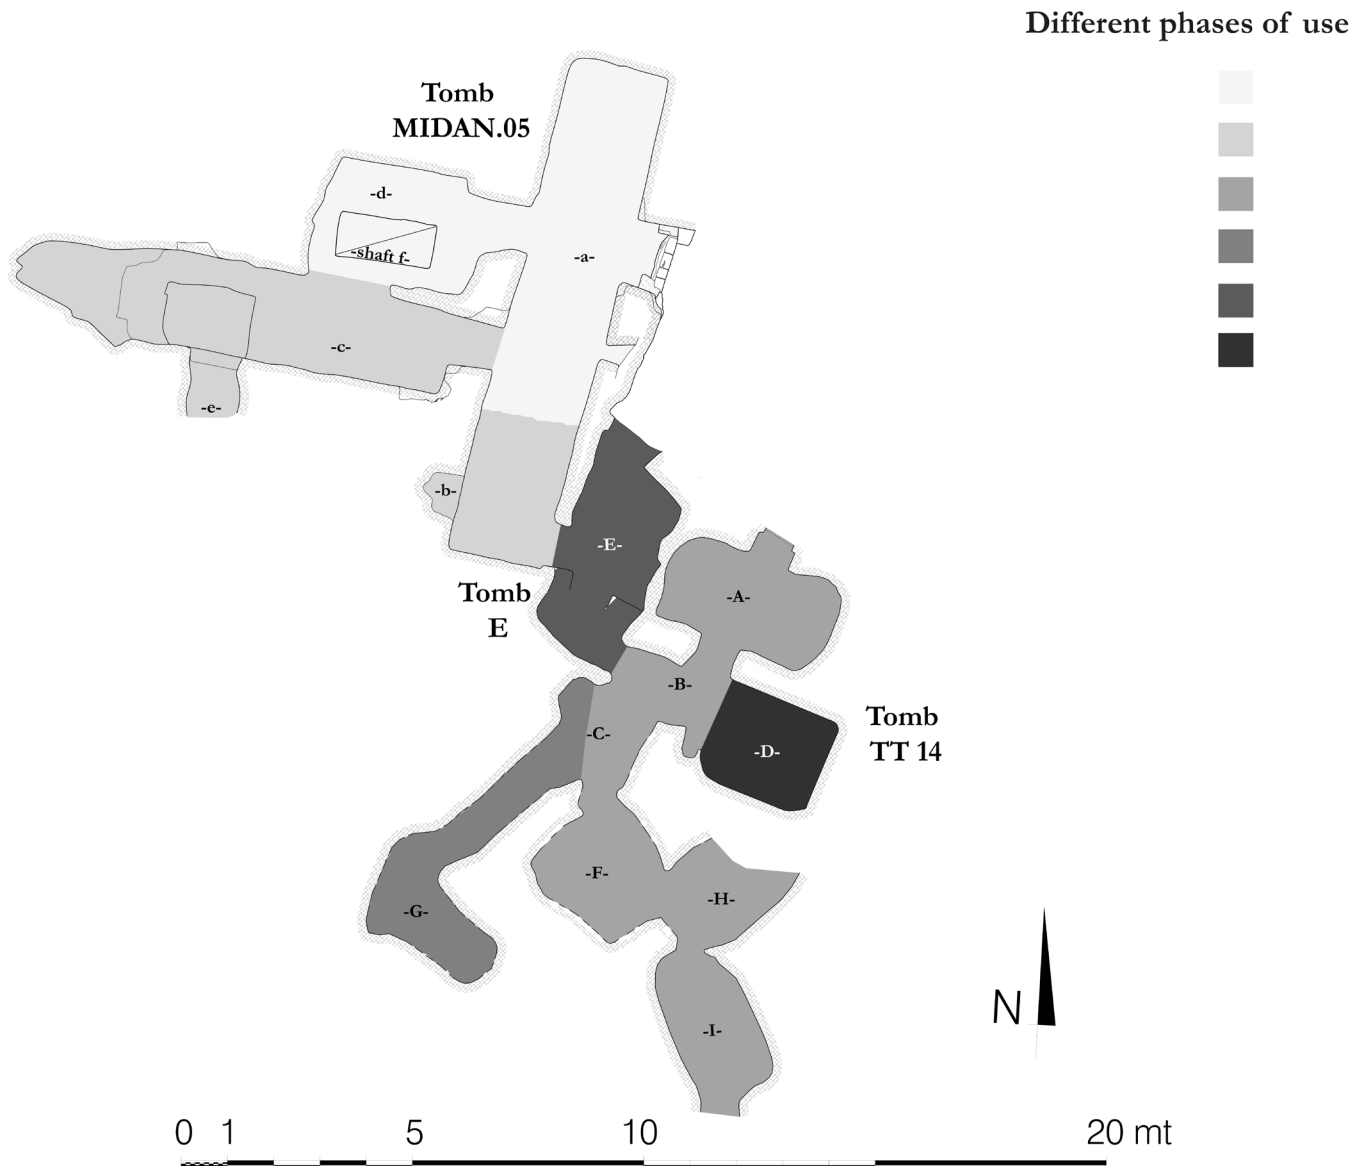 Different phases of use
Tomb
MIDAN.05
-d-
-shaft f-
-a-
-c-
-e-
-b-
-E-
Tomb
E
-A-
-B-
-C-
Tomb
TT 14
-D-
-F-
-H-
-G-
-I-
N
0 1 5 10 20 mt